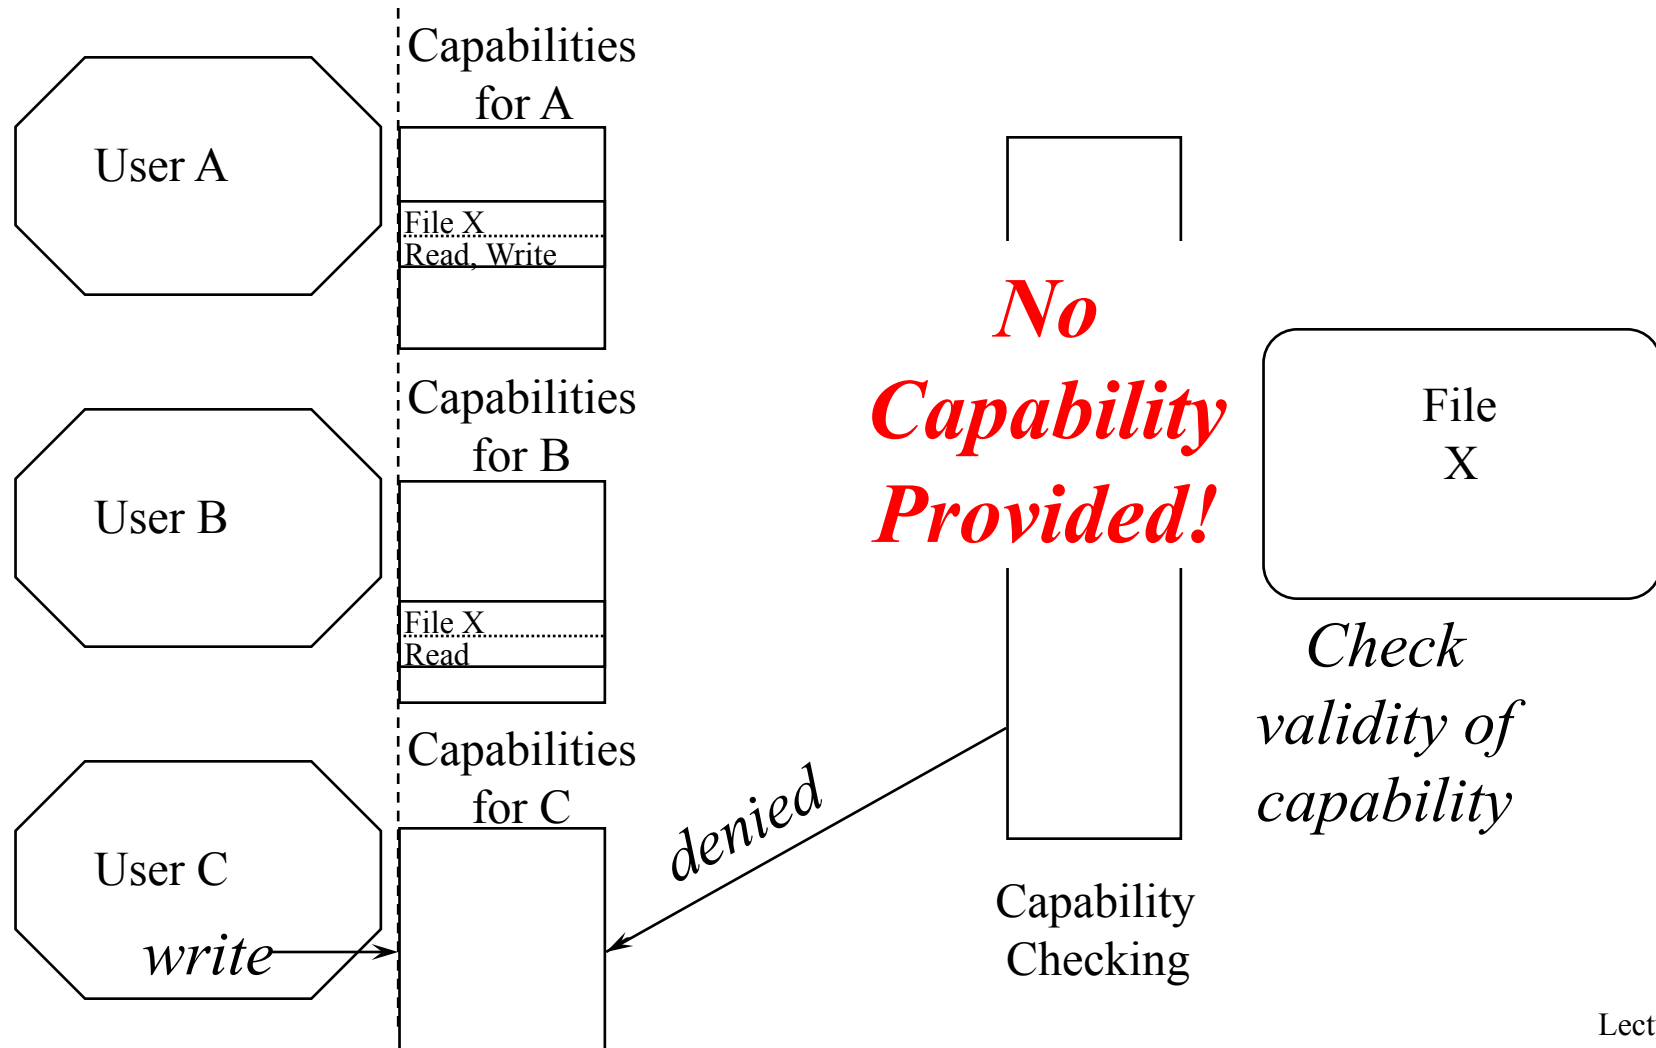 Capabilities
for A
User A
File X
Read, Write
Capabilities
for B
User B
File X
Read
Capabilities
for C
User C
write
denied
No
Capability
Provided!
Capability
Checking
File
X
Check
validity of
capability
Lect